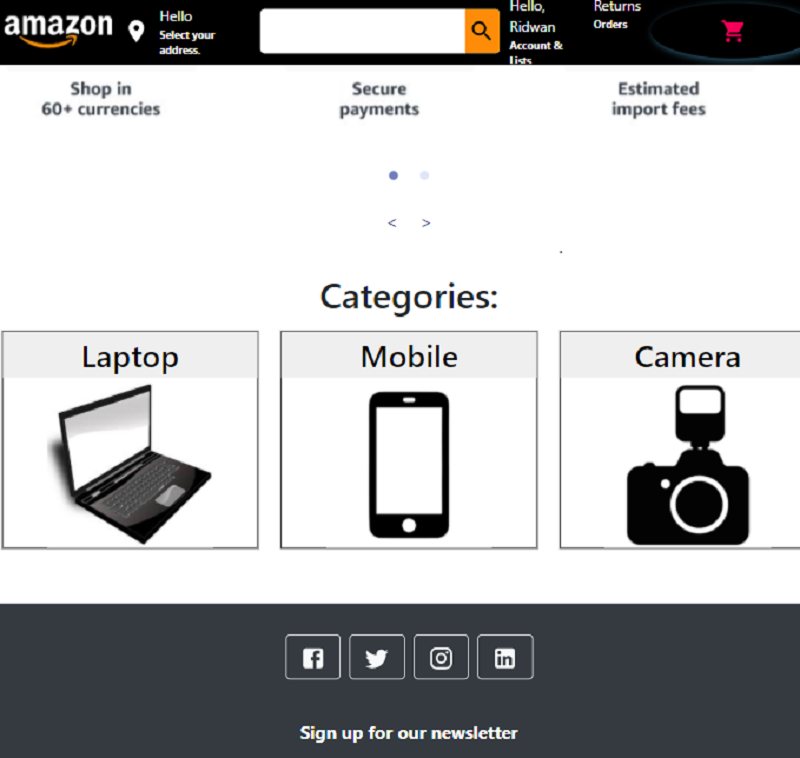 amazon
Hello
Select your
address.
Hello,
Ridwan
Account &
Lists
Returns
Orders
Shop in
60+ currencies
Secure
payments
Estimated
import fees
< >
Categories:
Laptop
Mobile
Camera
Sign up for our newsletter